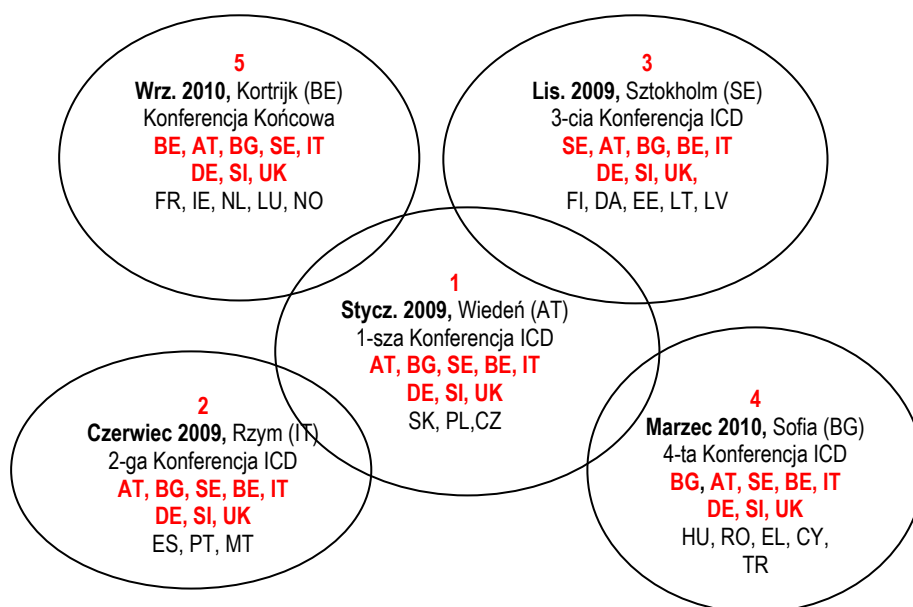 5
Wrz. 2010, Kortrijk (BE)
Konferencja Końcowa
BE, AT, BG, SE, IT
DE, SI, UK
FR, IE, NL, LU, NO
3
Lis. 2009, Sztokholm (SE)
3-cia Konferencja ICD
SE, AT, BG, BE, IT
DE, SI, UK,
FI, DA, EE, LT, LV
1
Stycz. 2009, Wiedeń (AT)
1-sza Konferencja ICD
AT, BG, SE, BE, IT
DE, SI, UK
SK, PL,CZ
2
Czerwiec 2009, Rzym (IT)
2-ga Konferencja ICD
AT, BG, SE, BE, IT
DE, SI, UK
ES, PT, MT
4
Marzec 2010, Sofia (BG)
4-ta Konferencja ICD
BG, AT, SE, BE, IT
DE, SI, UK
HU, RO, EL, CY,
TR